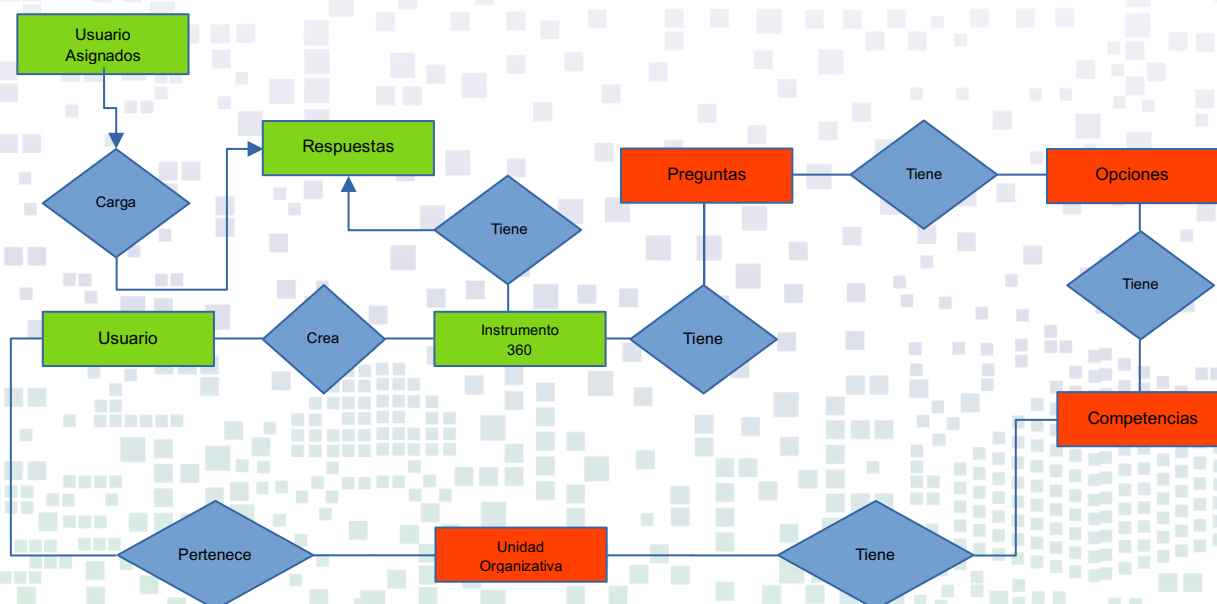 Usuario
Asignados
Respuestas
Preguntas
Tiene
Opciones
Carga
Tiene
Tiene
Usuario
Crea
Instrumento
360
Tiene
Competencias
Pertenece
Unidad
Organizativa
Tiene